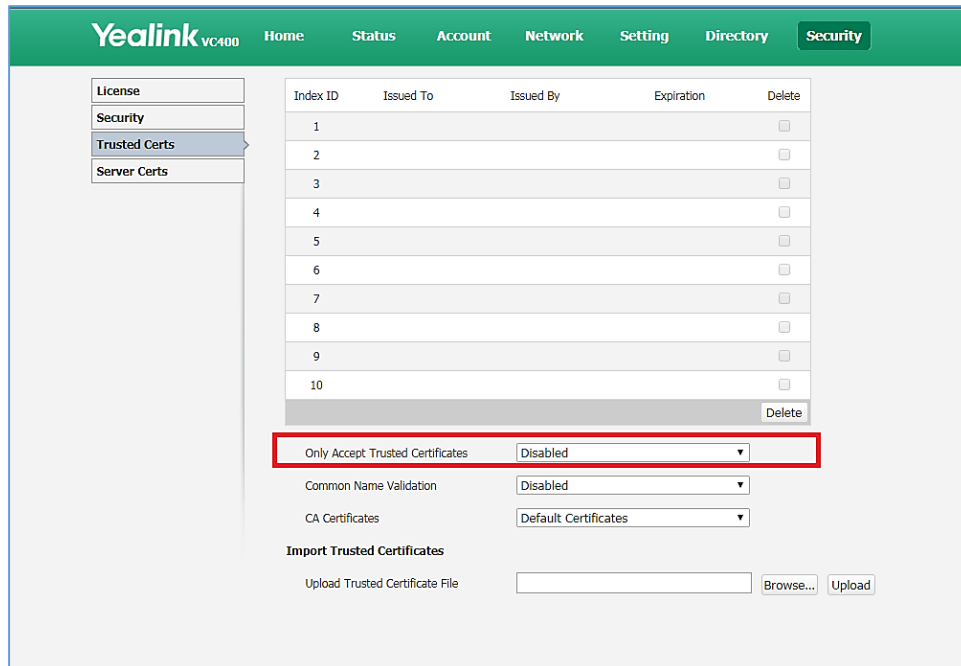 Yealink VC400 Home Status Account Network Setting Directory Security
License
Security
Trusted Certs
Server Certs
Index ID Issued To Issued By Expiration Delete
1
2
3
4
5
6
7
8
9
10
Delete
Only Accept Trusted Certificates Disabled
Common Name Validation Disabled
CA Certificates Default Certificates
Import Trusted Certificates
Upload Trusted Certificate File Browse... Upload